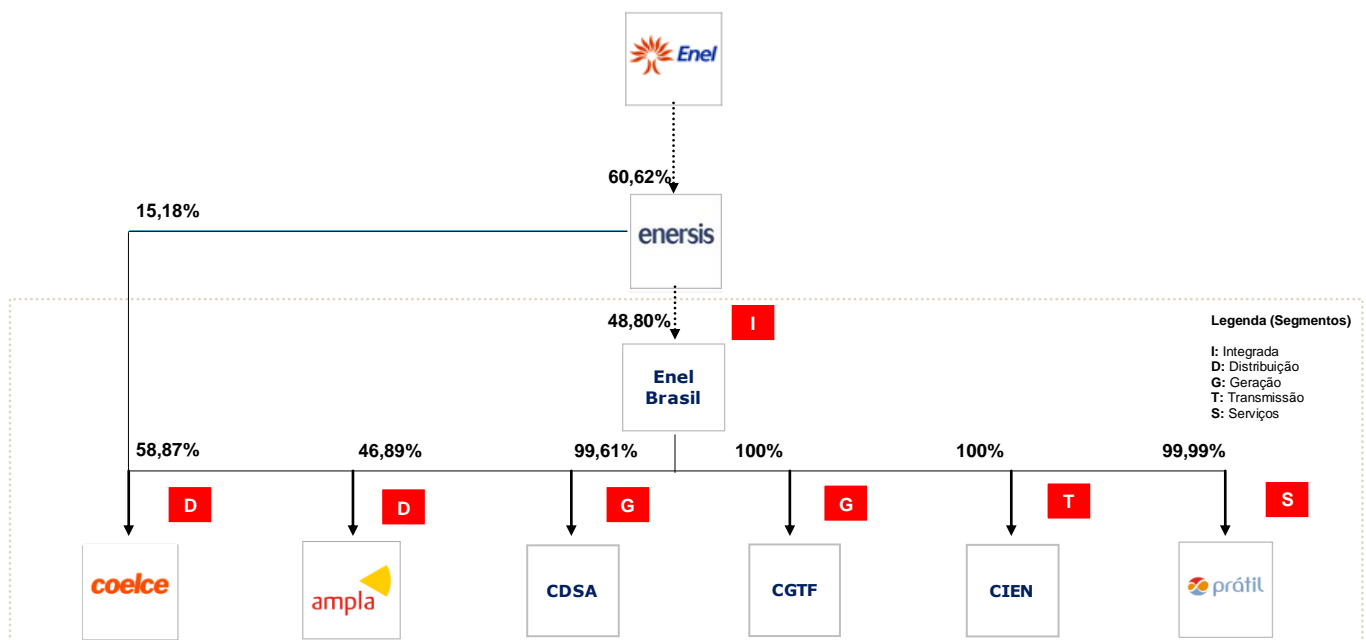 Enel
60,62%
15,18%
enersis
48,80%
I
Legenda (Segmentos)
I: Integrada
D: Distribuição
G: Geração
T: Transmissão
S: Serviços
Enel
Brasil
58,87%
46,89%
99,61%
100%
100%
99,99%
D
D
G
G
T
S
coelce
ampla
CDSA
CGTF
CIEN
prátil